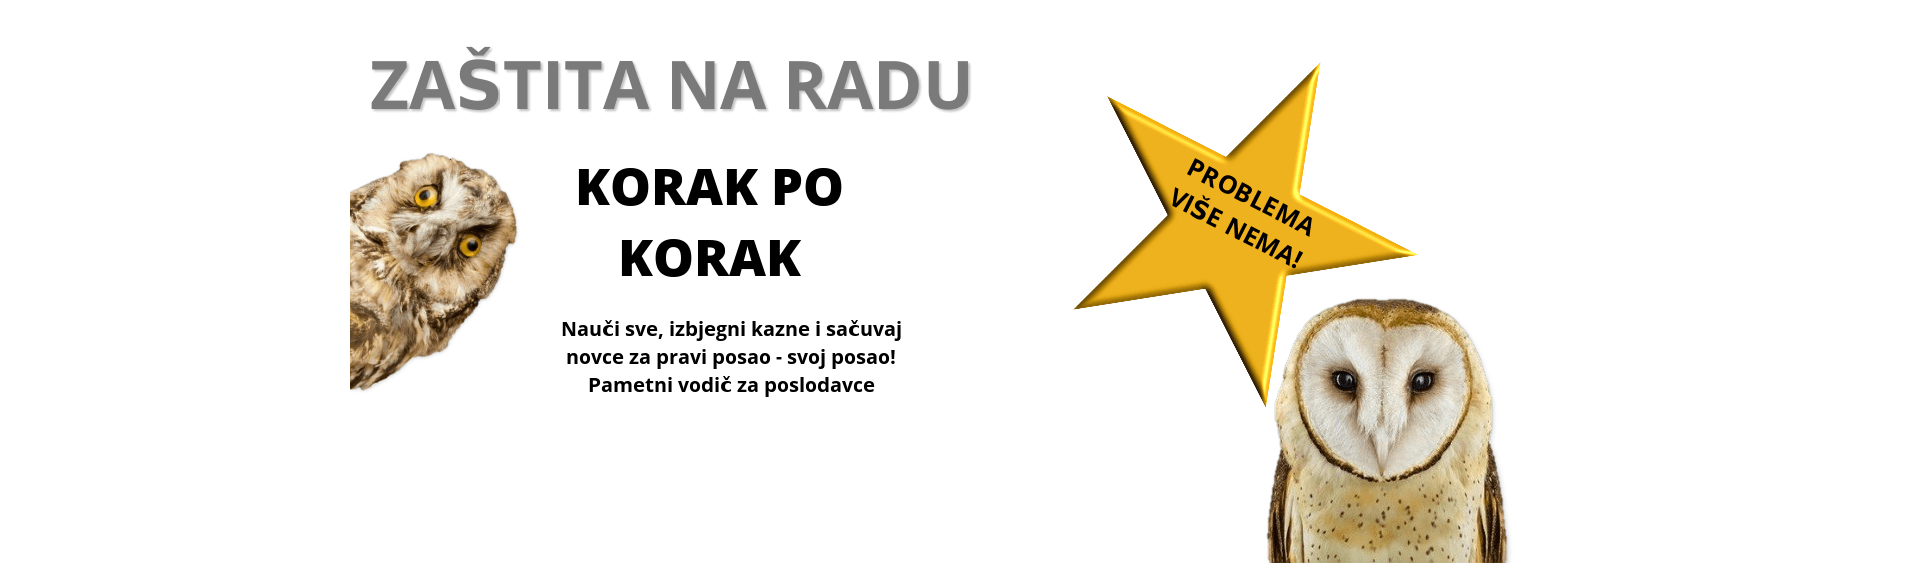 ZAŠTITA NA RADU
KORAK PO
KORAK
Nauči sve, izbjegni kazne i sačuvaj
novce za pravi posao - svoj posao!
Pametni vodič za poslodavce
PROBLEMA
VIŠE NEMA!